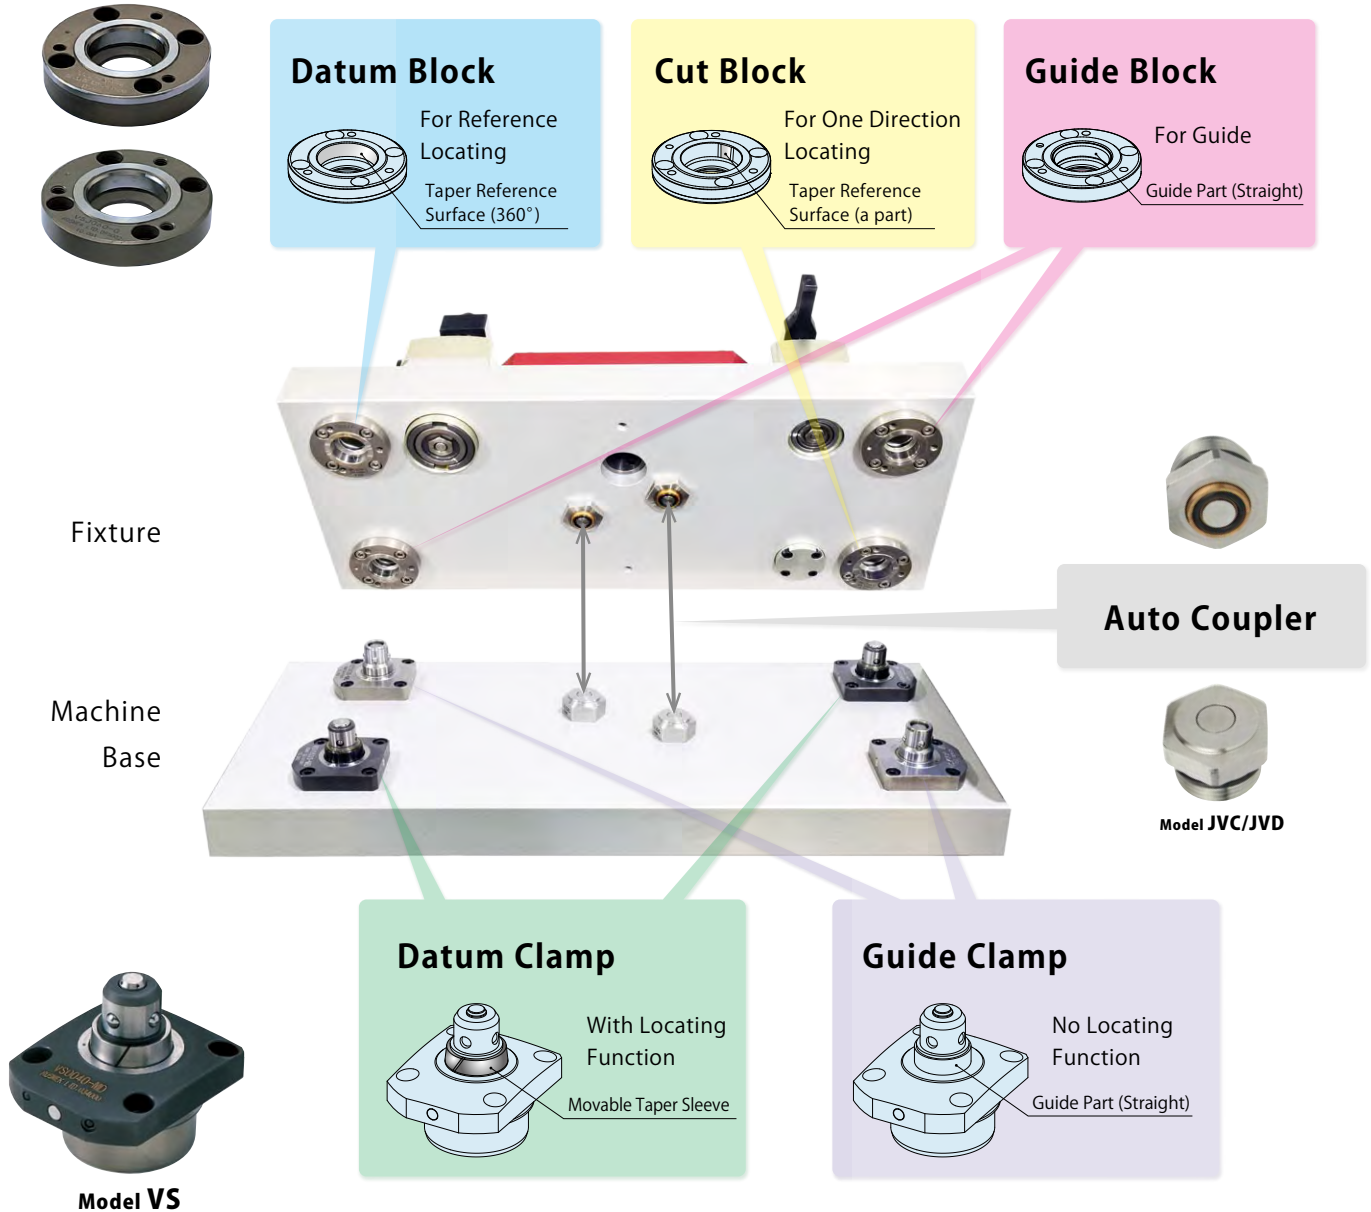 Datum Block
For Reference
Locating
Taper Reference
Surface (360°)
Cut Block
For One Direction
Locating
Taper Reference
Surface (a part)
Guide Block
For Guide
Guide Part (Straight)
Fixture
Auto Coupler
Machine
Base
Model JVC/JVD
Datum Clamp
With Locating
Function
Movable Taper Sleeve
Guide Clamp
No Locating
Function
Guide Part (Straight)
VS0040-MD
Model VS